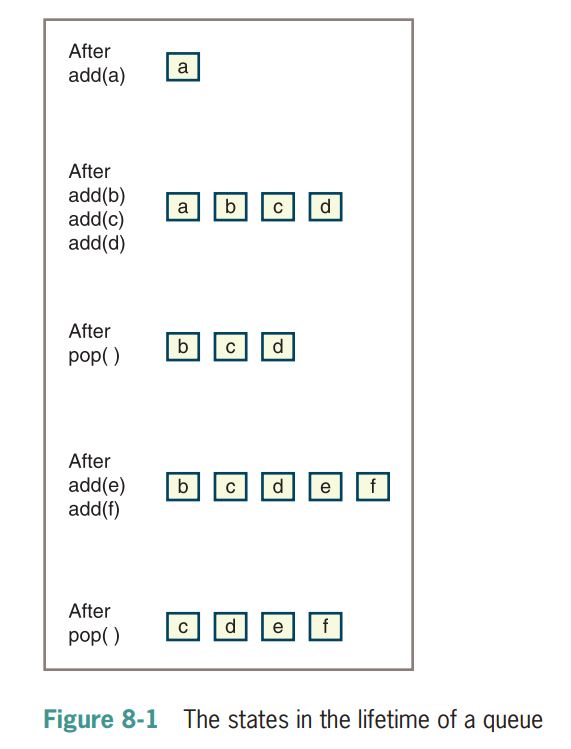 After
add(a)
a
After
add(b)
add(c)
add(d)
a b c d
After
pop( )
b c d
After
add(e)
add(f)
b c d e f
After
pop( )
c d e f
Figure 8-1 The states in the lifetime of a queue